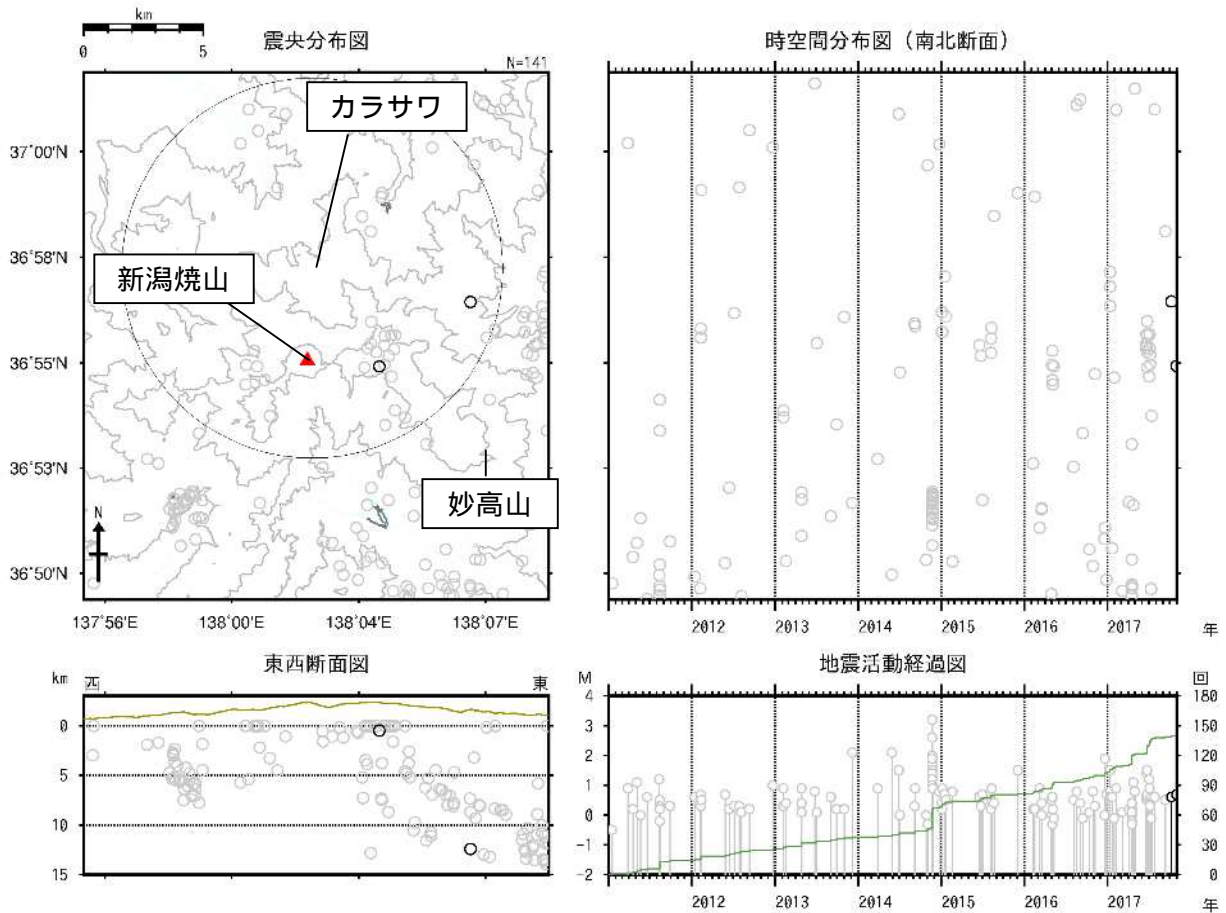 km
0 5
震央分布図
N=141
カラサワ
新潟焼山
妙高山
N
37°00'N
36°58'N
36°55'N
36°53'N
36°50'N
137°56'E 138°00'E 138°04'E 138°07'E
時空間分布図（南北断面）
2012 2013 2014 2015 2016 2017 年
東西断面図
km 西 東
0
5
10
15
地震活動経過図
M 回
4 180
3 150
2 120
1 90
0 60
-1 30
-2 0
2012 2013 2014 2015 2016 2017 年